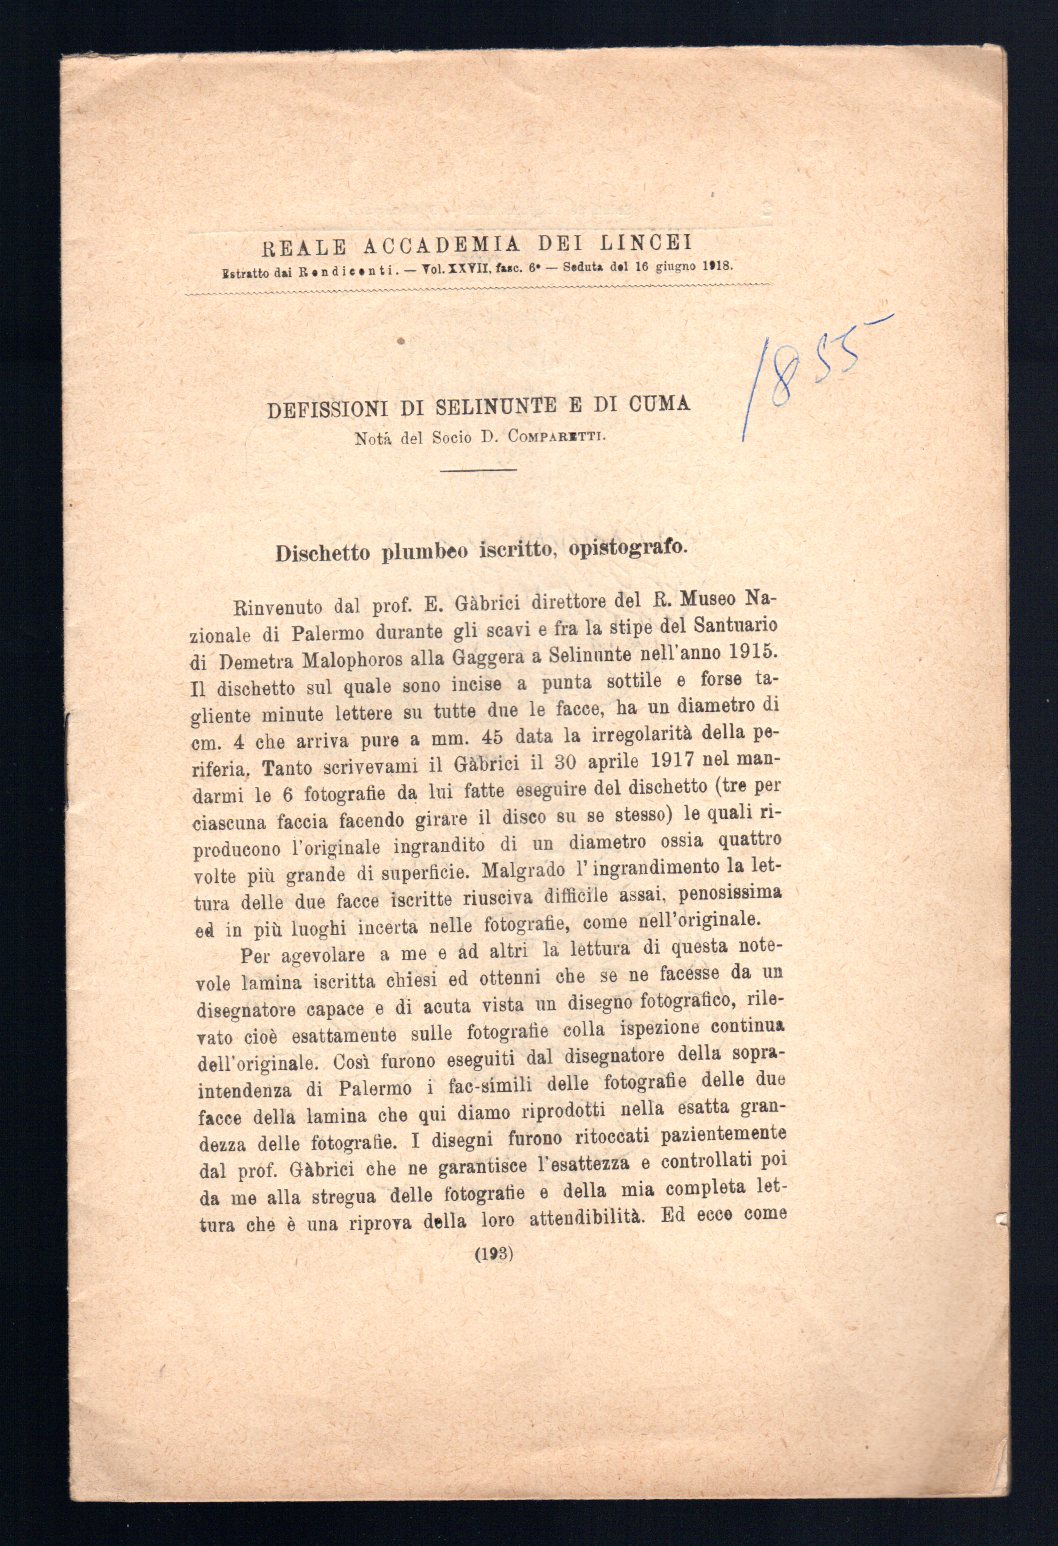 REALE ACCADEMIA DEI LINCEI
Estratto dai Rendiconti. — Vol. XXVII, fasc. 6° — Seduta del 16 giugno 1918.
1855
DEFISSIONI DI SELINUNTE E DI CUMA
Nota del Socio D. COMPARETTI.
Dischetto plumbeo iscritto, opistografo.
Rinvenuto dal prof. E. Gàbrici direttore del R. Museo Na-
zionale di Palermo durante gli scavi e fra la stipe del Santuario
di Demetra Malophoros alla Gaggera a Selinunte nell'anno 1915.
Il dischetto sul quale sono incise a punta sottile e forse ta-
gliente minute lettere su tutte due le facce, ha un diametro di
cm. 4 che arriva pure a mm. 45 data la irregolarità della pe-
riferia. Tanto scrivevami il Gàbrici il 30 aprile 1917 nel man-
darmi le 6 fotografie da lui fatte eseguire del dischetto (tre per
ciascuna faccia facendo girare il disco su se stesso) le quali ri-
producono l'originale ingrandito di un diametro ossia quattro
volte più grande di superficie. Malgrado l'ingrandimento la let-
tura delle due facce iscritte riusciva difficile assai, penosissima
ed in più luoghi incerta nelle fotografie, come nell'originale.
Per agevolare a me e ad altri la lettura di questa note-
vole lamina iscritta chiesi ed ottenni che se ne facesse da un
disegnatore capace e di acuta vista un disegno fotografico, rile-
vato cioè esattamente sulle fotografie colla ispezione continua
dell'originale. Così furono eseguiti dal disegnatore della sopra-
intendenza di Palermo i fac-simili delle fotografie delle due
facce della lamina che qui diamo riprodotti nella esatta gran-
dezza delle fotografie. I disegni furono ritoccati pazientemente
dal prof. Gàbrici che ne garantisce l'esattezza e controllati poi
da me alla stregua delle fotografie e della mia completa let-
tura che è una riprova della loro attendibilità. Ed ecco come
(193)